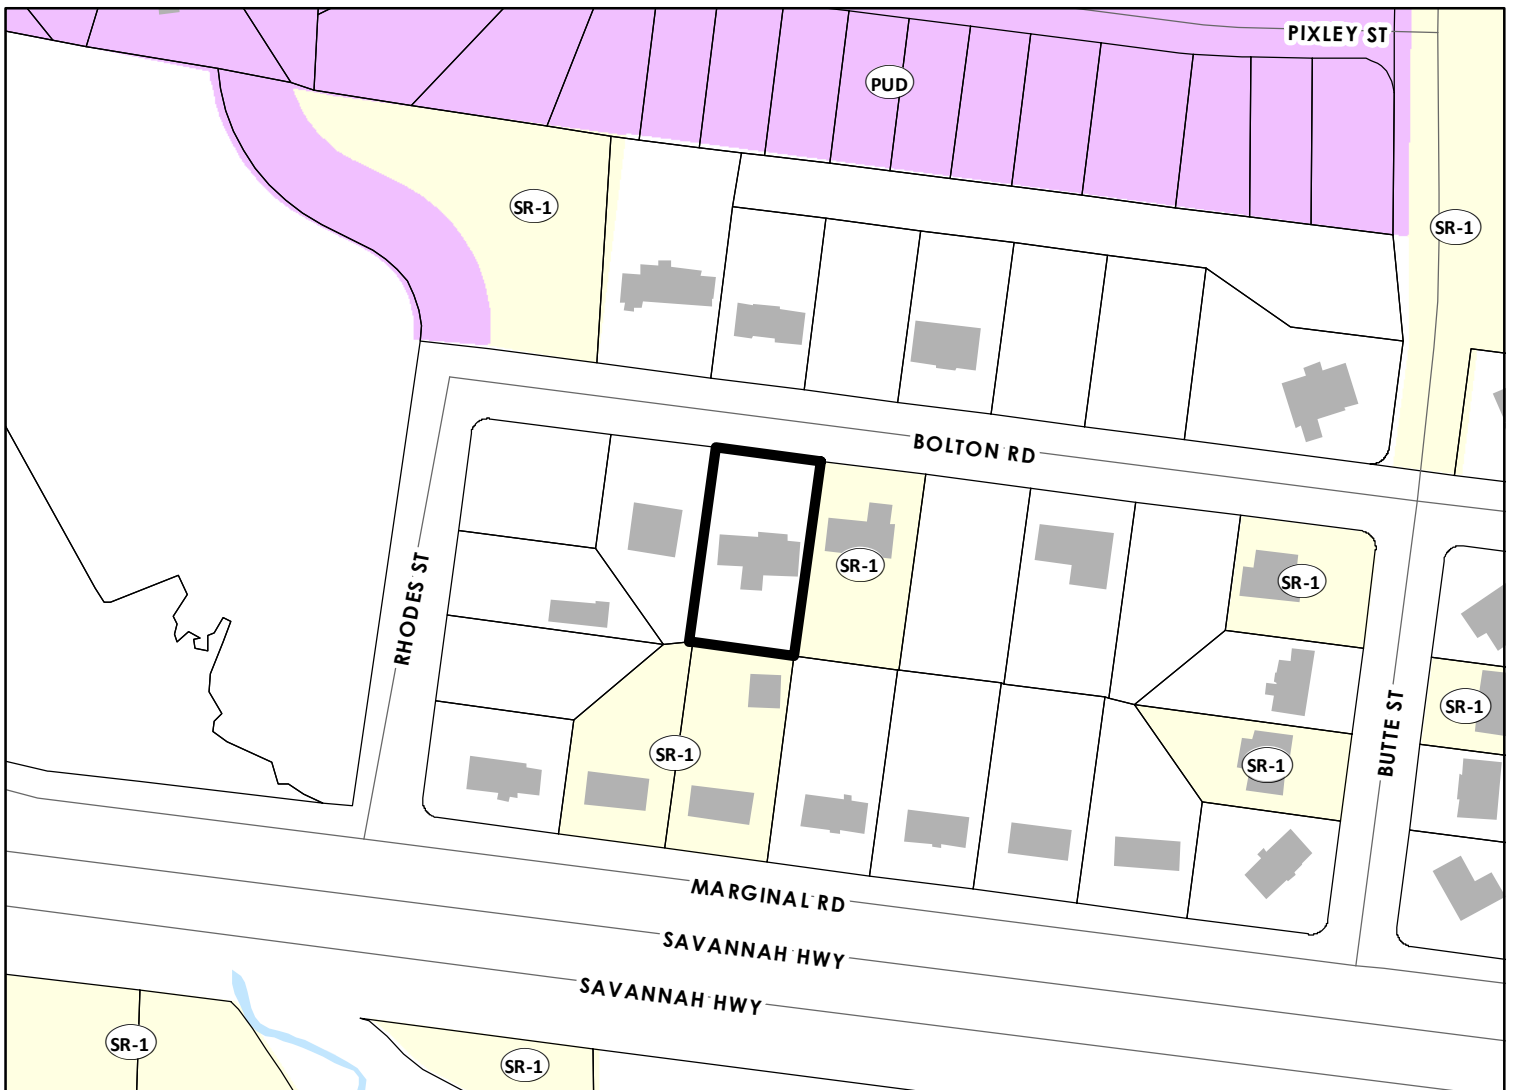 PIXLEY ST
PUD
SR-1
SR-1
BOLTON RD
SR-1
SR-1
RHODES ST
SR-1
BUTTE ST
SR-1
SR-1
MARGINAL RD
SAVANNAH HWY
SAVANNAH HWY
SR-1
SR-1